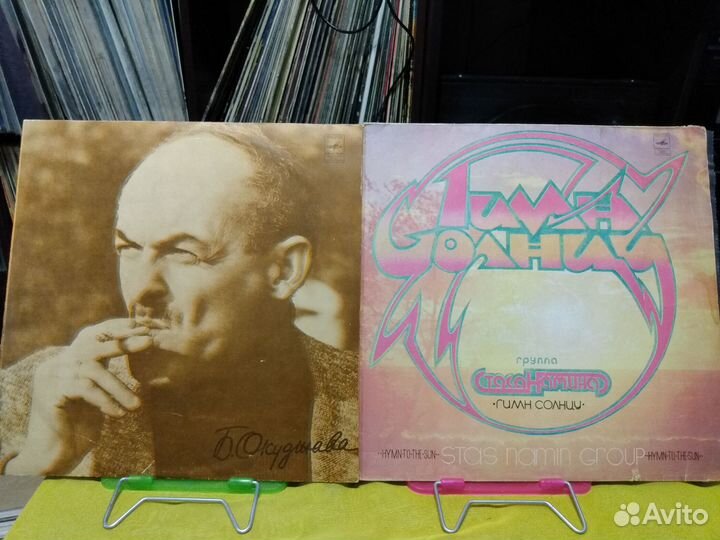 Б. Окуджава
Гимн
Солнцу
группа
Стаса Намина
·ГИМН СОЛНЦУ·
HYMN-TO-THE-SUN
Stas namin Group
HYMN-TO-THE-SUN
Avito